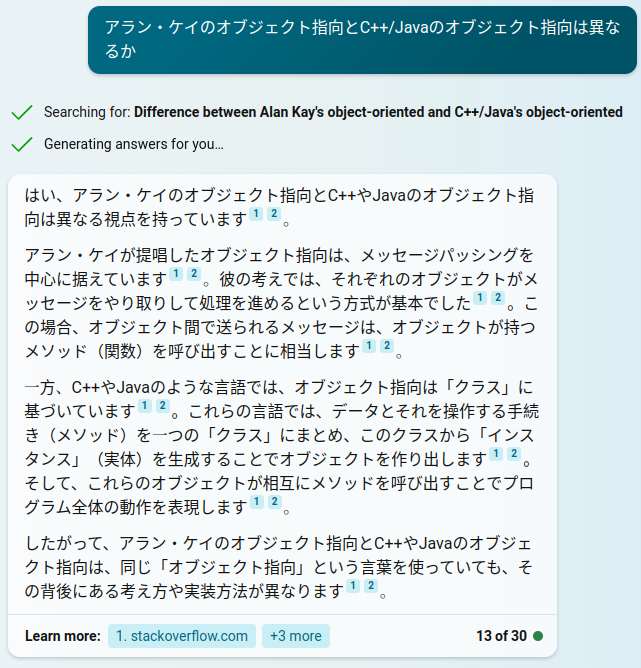 アラン・ケイのオブジェクト指向とC++/Javaのオブジェクト指向は異な
るか
Searching for: Difference between Alan Kay's object-oriented and C++/Java's object-oriented
Generating answers for you…
はい、アラン・ケイのオブジェクト指向とC++やJavaのオブジェクト指
向は異なる視点を持っています 1 2 。
アラン・ケイが提唱したオブジェクト指向は、メッセージパッシングを
中心に据えています 1 2 。彼の考えでは、それぞれのオブジェクトがメ
ッセージをやり取りして処理を進めるという方式が基本でした 1 2 。こ
の場合、オブジェクト間で送られるメッセージは、オブジェクトが持つ
メソッド（関数）を呼び出すことに相当します 1 2 。
一方、C++やJavaのような言語では、オブジェクト指向は「クラス」に
基づいています 1 2 。これらの言語では、データとそれを操作する手続
き（メソッド）を一つの「クラス」にまとめ、このクラスから「インス
タンス」（実体）を生成することでオブジェクトを作り出します 1 2 。
そして、これらのオブジェクトが相互にメソッドを呼び出すことでプロ
グラム全体の動作を表現します 1 2 。
したがって、アラン・ケイのオブジェクト指向とC++やJavaのオブジェ
クト指向は、同じ「オブジェクト指向」という言葉を使っていても、そ
の背後にある考え方や実装方法が異なります 1 2 。
Learn more: 1. stackoverflow.com +3 more 13 of 30